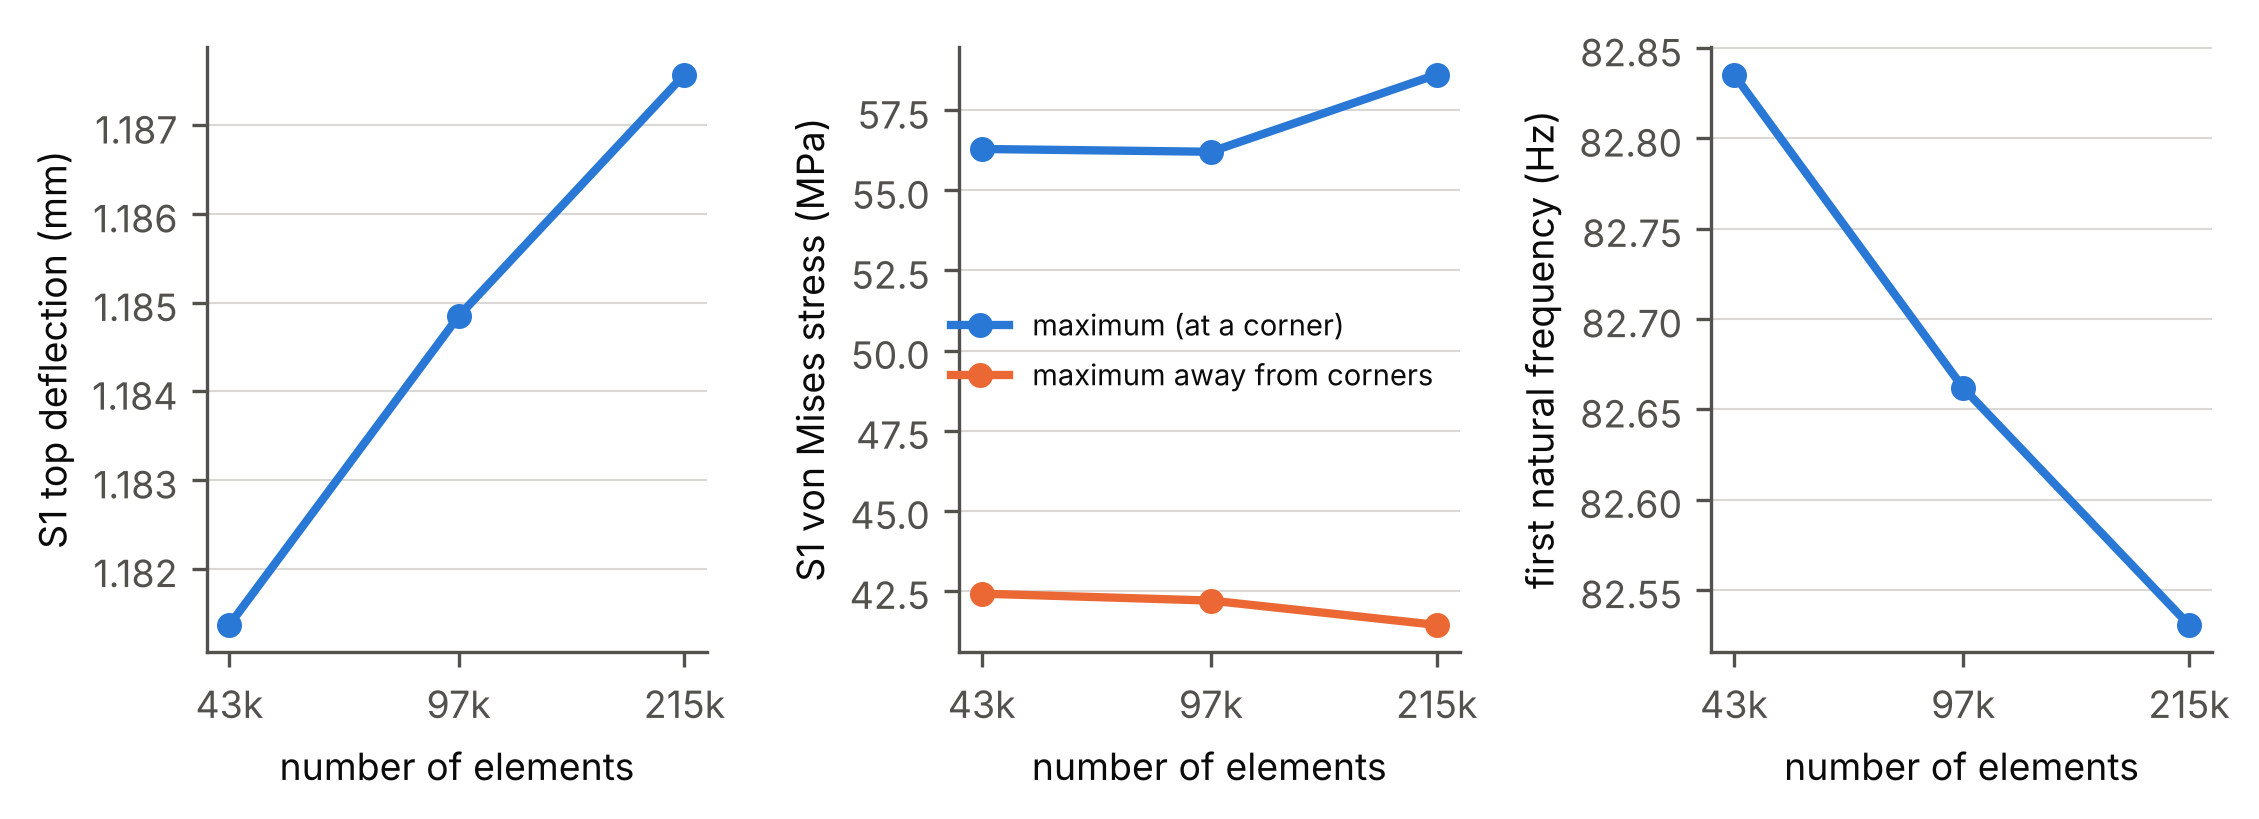 S1 top deflection (mm)
1.187
1.186
1.185
1.184
1.183
1.182
43k 97k 215k
number of elements
S1 von Mises stress (MPa)
57.5
55.0
52.5
50.0
47.5
45.0
42.5
maximum (at a corner)
maximum away from corners
43k 97k 215k
number of elements
first natural frequency (Hz)
82.85
82.80
82.75
82.70
82.65
82.60
82.55
43k 97k 215k
number of elements